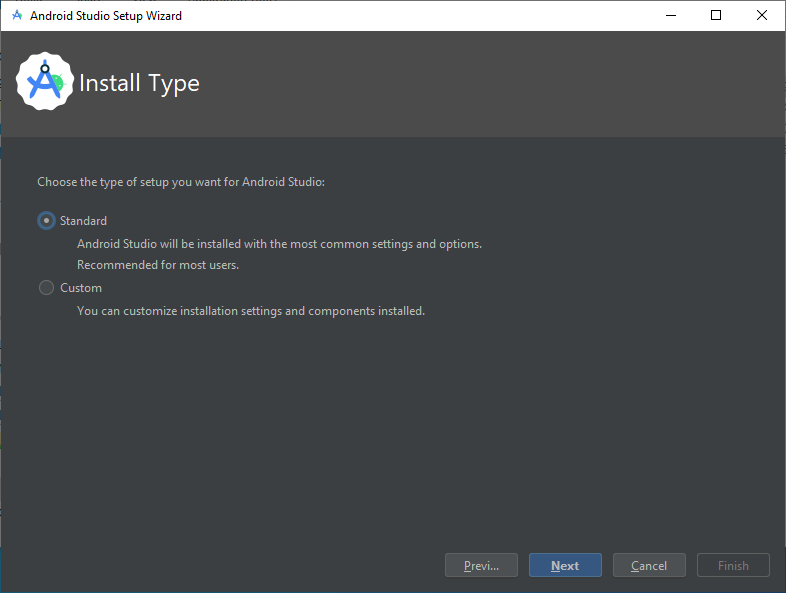 Android Studio Setup Wizard
Install Type
Choose the type of setup you want for Android Studio:
Standard
Android Studio will be installed with the most common settings and options.
Recommended for most users.
Custom
You can customize installation settings and components installed.
Previ...
Next
Cancel
Finish